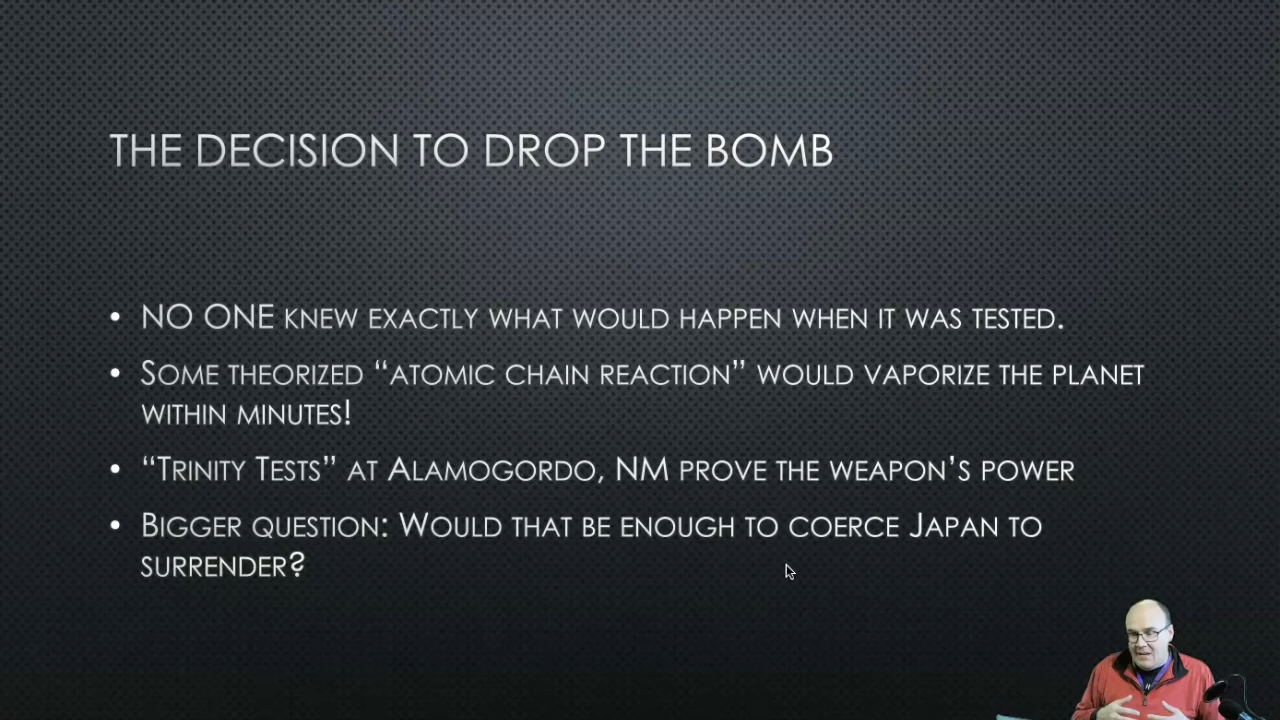 THE DECISION TO DROP THE BOMB
• NO ONE KNEW EXACTLY WHAT WOULD HAPPEN WHEN IT WAS TESTED.
• SOME THEORIZED “ATOMIC CHAIN REACTION” WOULD VAPORIZE THE PLANET
WITHIN MINUTES!
• “TRINITY TESTS” AT ALAMOGORDO, NM PROVE THE WEAPON’S POWER
• BIGGER QUESTION: WOULD THAT BE ENOUGH TO COERCE JAPAN TO
SURRENDER?